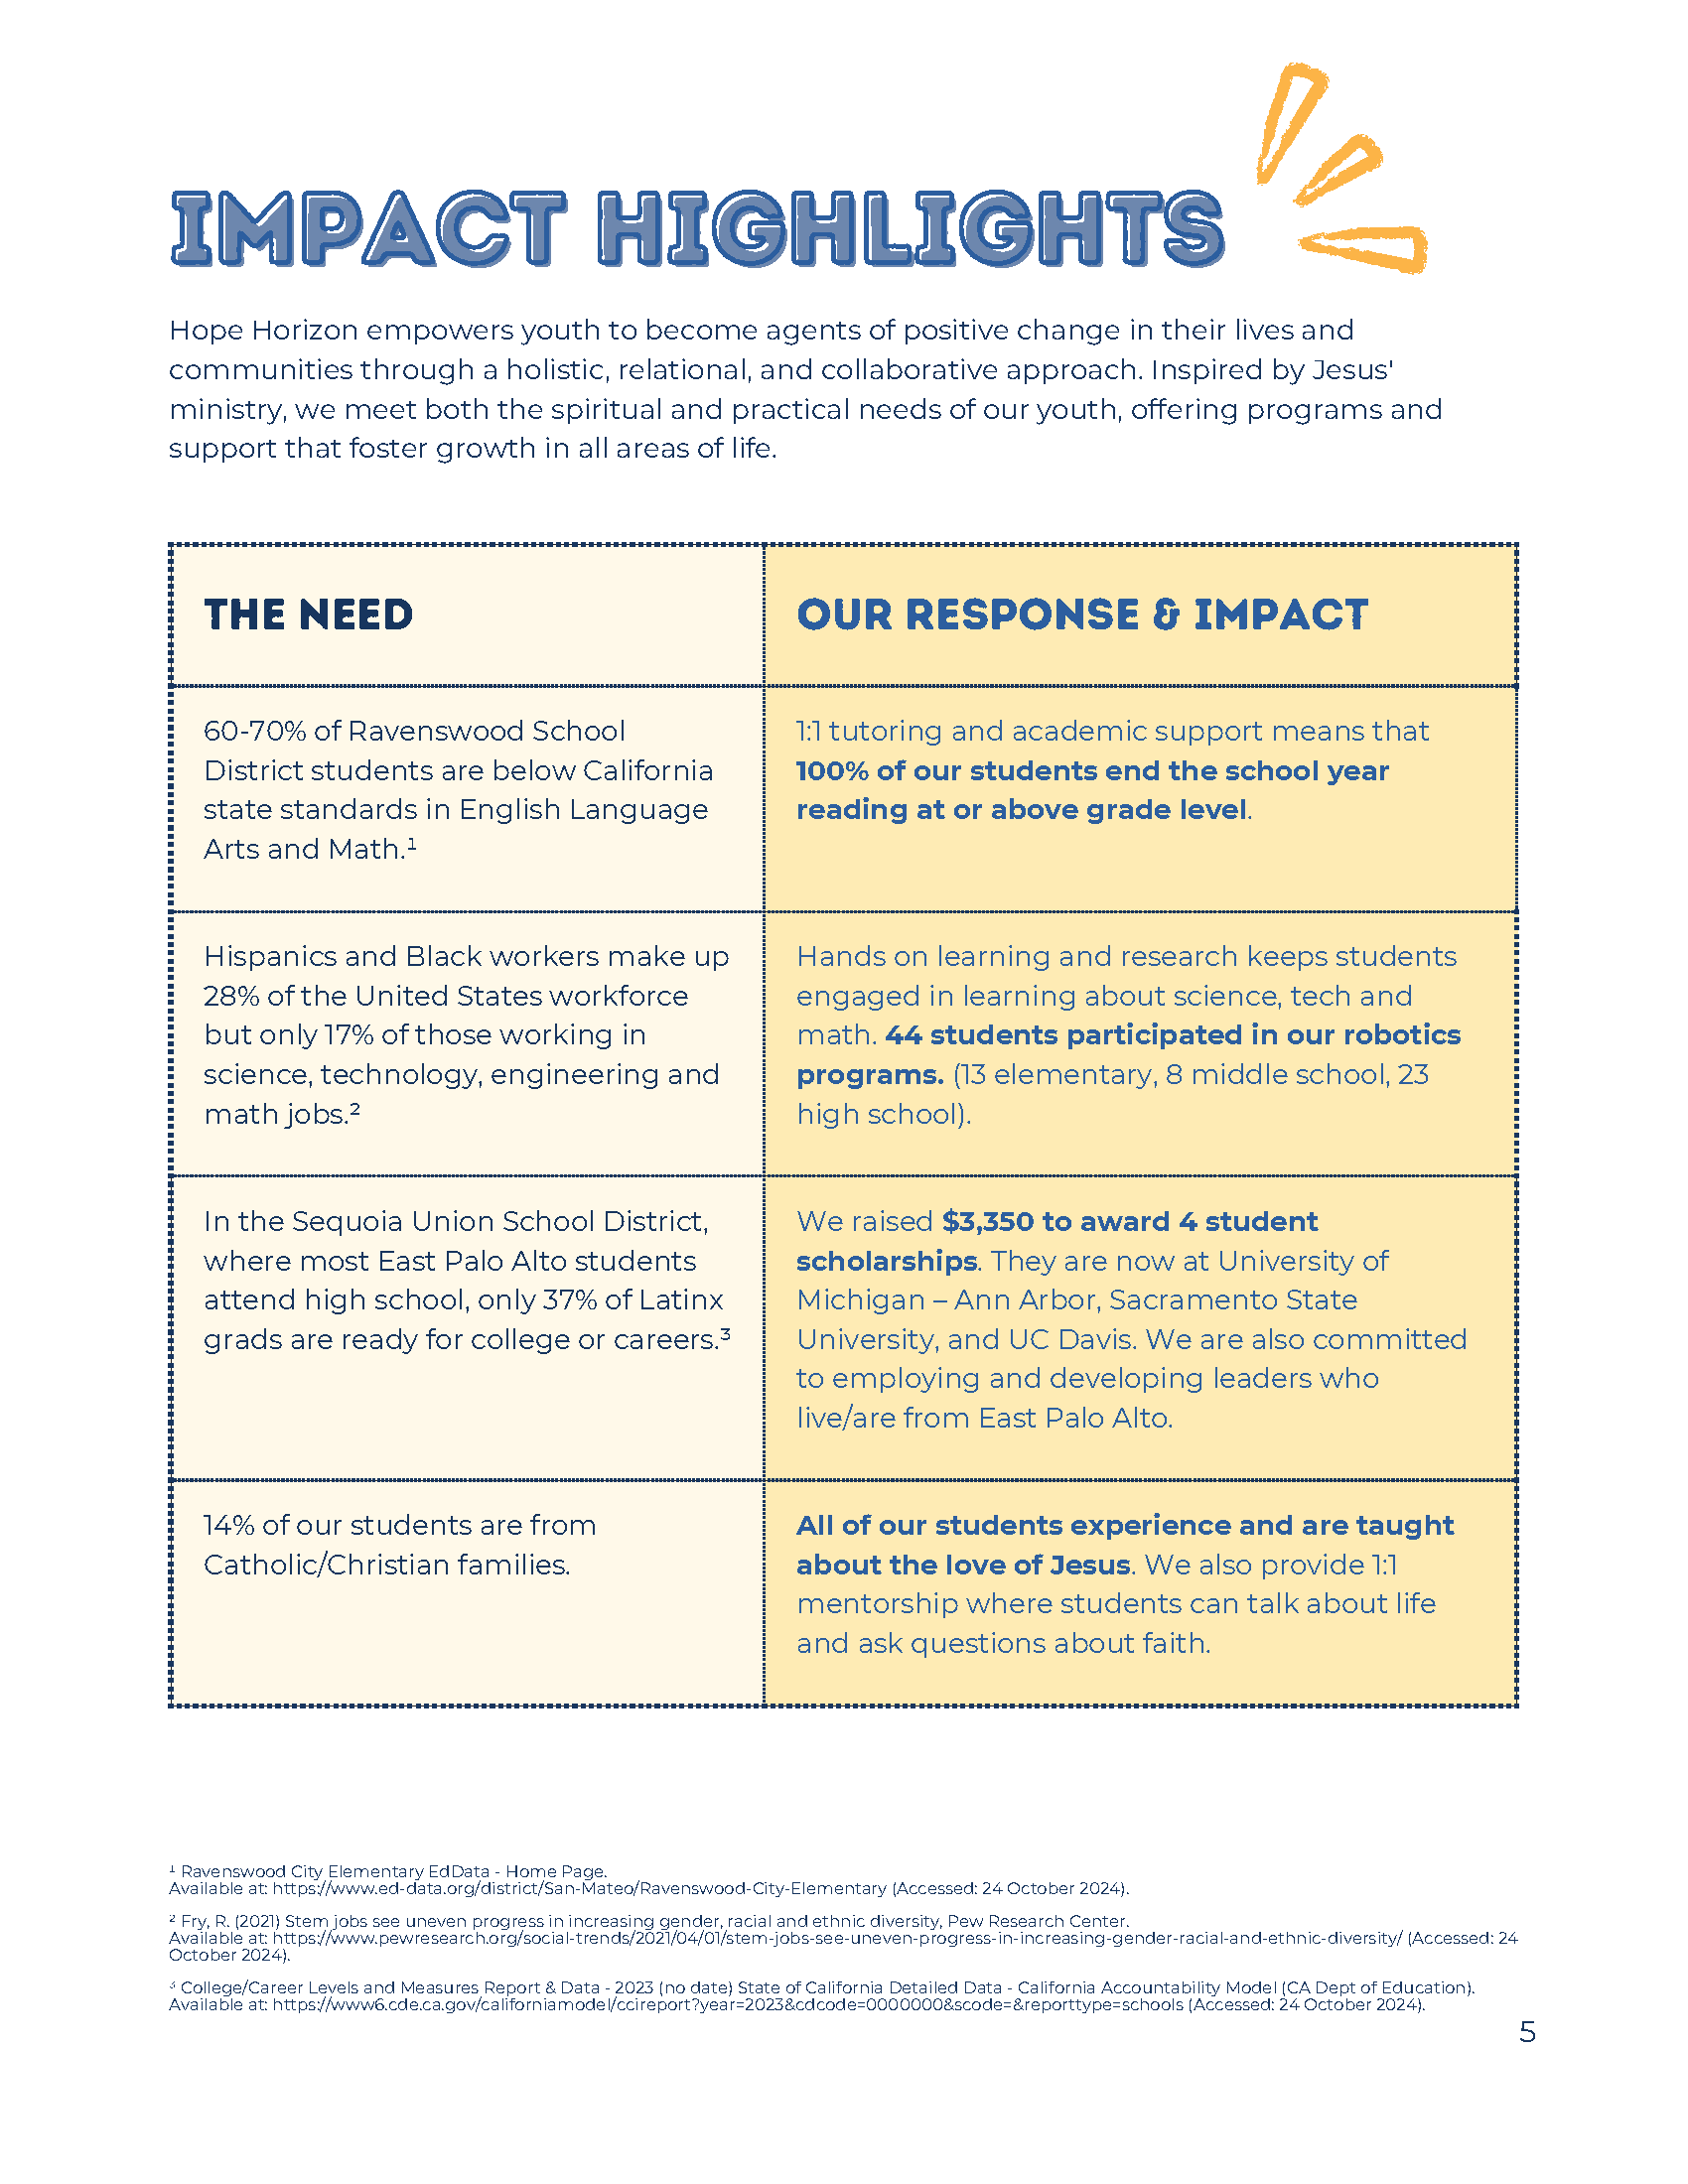 IMPACT HIGHLIGHTS
Hope Horizon empowers youth to become agents of positive change in their lives and
communities through a holistic, relational, and collaborative approach. Inspired by Jesus'
ministry, we meet both the spiritual and practical needs of our youth, offering programs and
support that foster growth in all areas of life.
THE NEED
OUR RESPONSE & IMPACT
60-70% of Ravenswood School
District students are below California
state standards in English Language
Arts and Math.¹
1:1 tutoring and academic support means that
100% of our students end the school year
reading at or above grade level.
Hispanics and Black workers make up
28% of the United States workforce
but only 17% of those working in
science, technology, engineering and
math jobs.²
Hands on learning and research keeps students
engaged in learning about science, tech and
math. 44 students participated in our robotics
programs. (13 elementary, 8 middle school, 23
high school).
In the Sequoia Union School District,
where most East Palo Alto students
attend high school, only 37% of Latinx
grads are ready for college or careers.³
We raised $3,350 to award 4 student
scholarships. They are now at University of
Michigan – Ann Arbor, Sacramento State
University, and UC Davis. We are also committed
to employing and developing leaders who
live/are from East Palo Alto.
14% of our students are from
Catholic/Christian families.
All of our students experience and are taught
about the love of Jesus. We also provide 1:1
mentorship where students can talk about life
and ask questions about faith.
¹ Ravenswood City Elementary EdData - Home Page.
Available at: https://www.ed-data.org/district/San-Mateo/Ravenswood-City-Elementary (Accessed: 24 October 2024).
² Fry, R. (2021) Stem jobs see uneven progress in increasing gender, racial and ethnic diversity, Pew Research Center.
Available at: https://www.pewresearch.org/social-trends/2021/04/01/stem-jobs-see-uneven-progress-in-increasing-gender-racial-and-ethnic-diversity/ (Accessed: 24
October 2024).
³ College/Career Levels and Measures Report & Data - 2023 (no date) State of California Detailed Data - California Accountability Model (CA Dept of Education).
Available at: https://www6.cde.ca.gov/californiamodel/ccireport?year=2023&cdcode=0000000&scode=&reporttype=schools (Accessed: 24 October 2024).
5